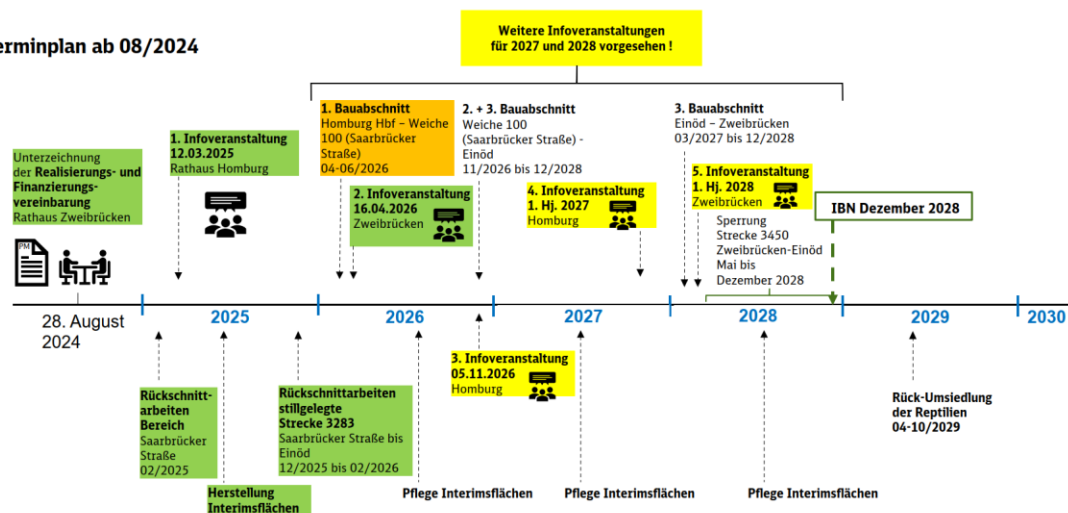 Weitere Infoveranstaltungen
für 2027 und 2028 vorgesehen !
erminplan ab 08/2024
Unterzeichnung
der Realisierungs- und
Finanzierungs-
vereinbarung
Rathaus Zweibrücken
PM
1. Infoveranstaltung
12.03.2025
Rathaus Homburg
1. Bauabschnitt
Homburg Hbf – Weiche
100 (Saarbrücker
Straße)
04-06/2026
2. Infoveranstaltung
16.04.2026
Zweibrücken
2. + 3. Bauabschnitt
Weiche 100
(Saarbrücker Straße) -
Einöd
11/2026 bis 12/2028
4. Infoveranstaltung
1. Hj. 2027
Homburg
3. Bauabschnitt
Einöd – Zweibrücken
03/2027 bis 12/2028
5. Infoveranstaltung
1. Hj. 2028
Zweibrücken
Sperrung
Strecke 3450
Zweibrücken-Einöd
Mai bis
Dezember 2028
IBN Dezember 2028
28. August
2024
2025
2026
2027
2028
2029
2030
Rückschnitt-
arbeiten
Bereich
Saarbrücker
Straße
02/2025
Herstellung
Interimsflächen
Rückschnittarbeiten
stillgelegte
Strecke 3283
Saarbrücker Straße bis
Einöd
12/2025 bis 02/2026
3. Infoveranstaltung
05.11.2026
Homburg
Pflege Interimsflächen
Pflege Interimsflächen
Pflege Interimsflächen
Rück-Umsiedlung
der Reptilien
04-10/2029